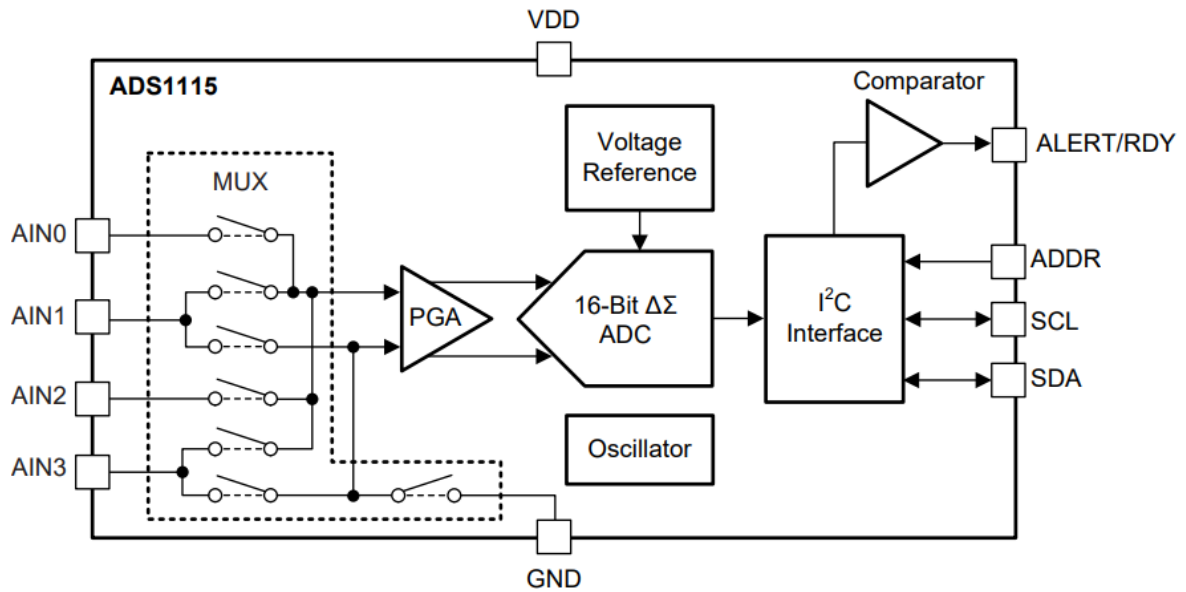 VDD
ADS1115
Comparator
Voltage
Reference
ALERT/RDY
MUX
AIN0
ADDR
AIN1
PGA
16-Bit ΔΣ
ADC
I²C
Interface
SCL
AIN2
SDA
AIN3
Oscillator
GND